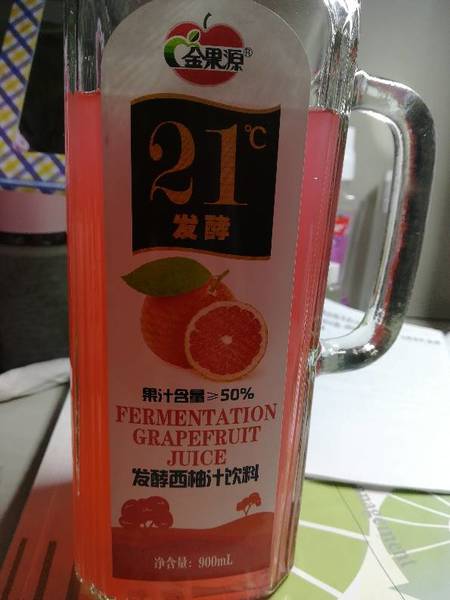 金果源®
21℃
发酵
果汁含量≥50%
FERMENTATION
GRAPEFRUIT
JUICE
发酵西柚汁饮料
净含量：900mL